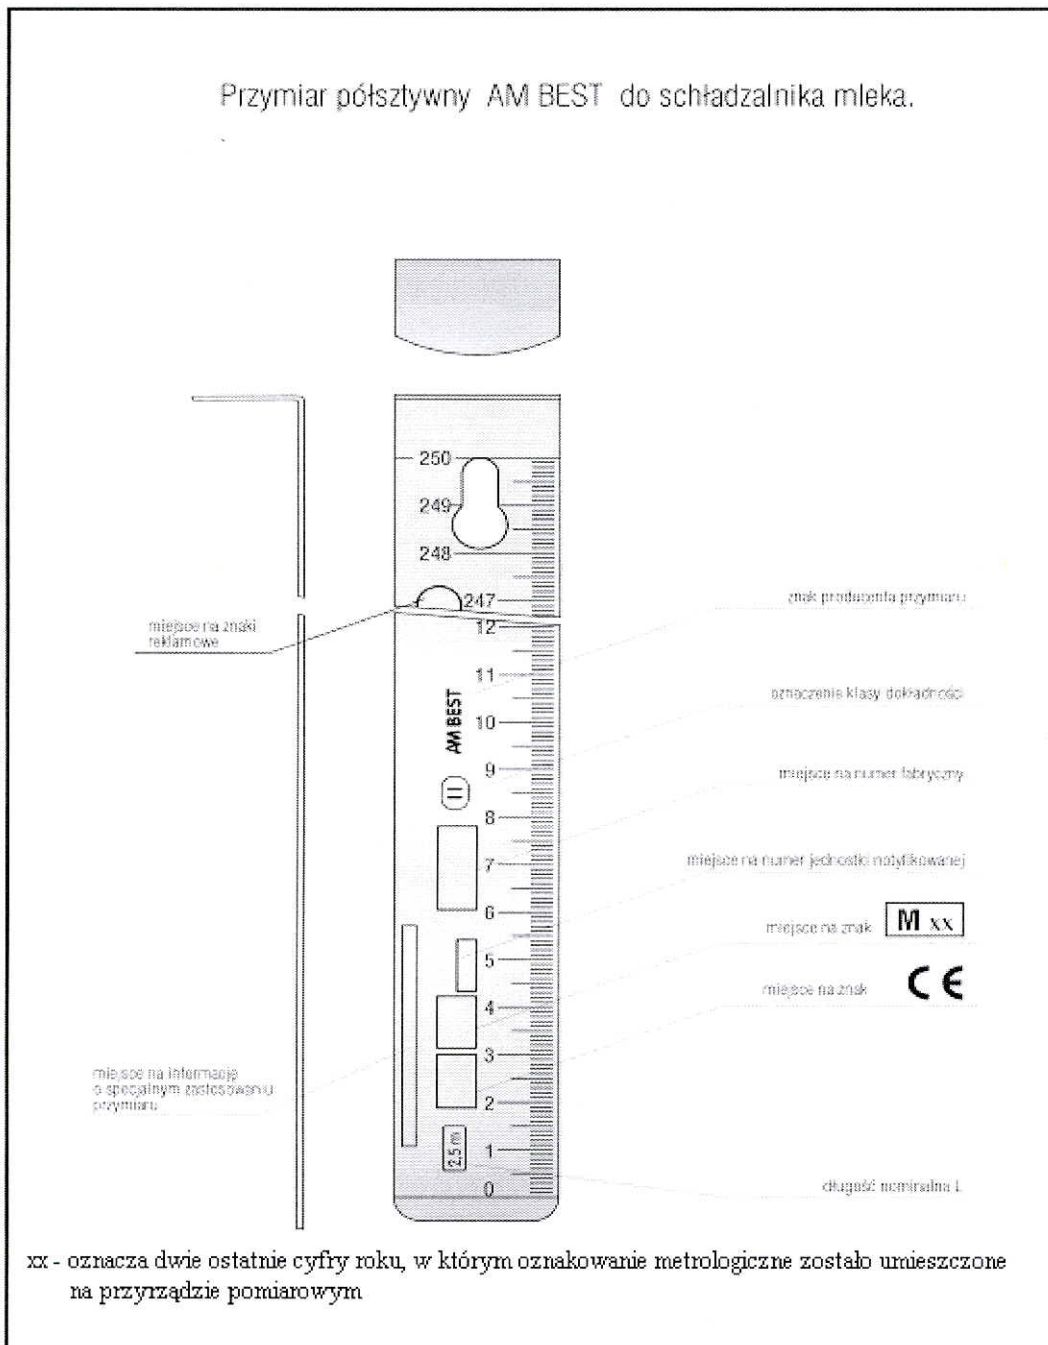 Przymiar półsztywny AM BEST do schładzalnika mleka.
250
249
248
247
12
11
10
9
8
7
6
5
4
3
2
1
0
AM BEST
II
2,5 m
miejsce na znaki
reklamowe
znak producenta przymiaru
oznaczenie klasy dokładności
miejsce na numer fabryczny
miejsce na numer jednostki notyfikowanej
miejsce na znak M xx
miejsce na znak CE
miejsce na informację
o specjalnym zastosowaniu
przymiaru
długość nominalna L
xx - oznacza dwie ostatnie cyfry roku, w którym oznakowanie metrologiczne zostało umieszczone
na przyrządzie pomiarowym